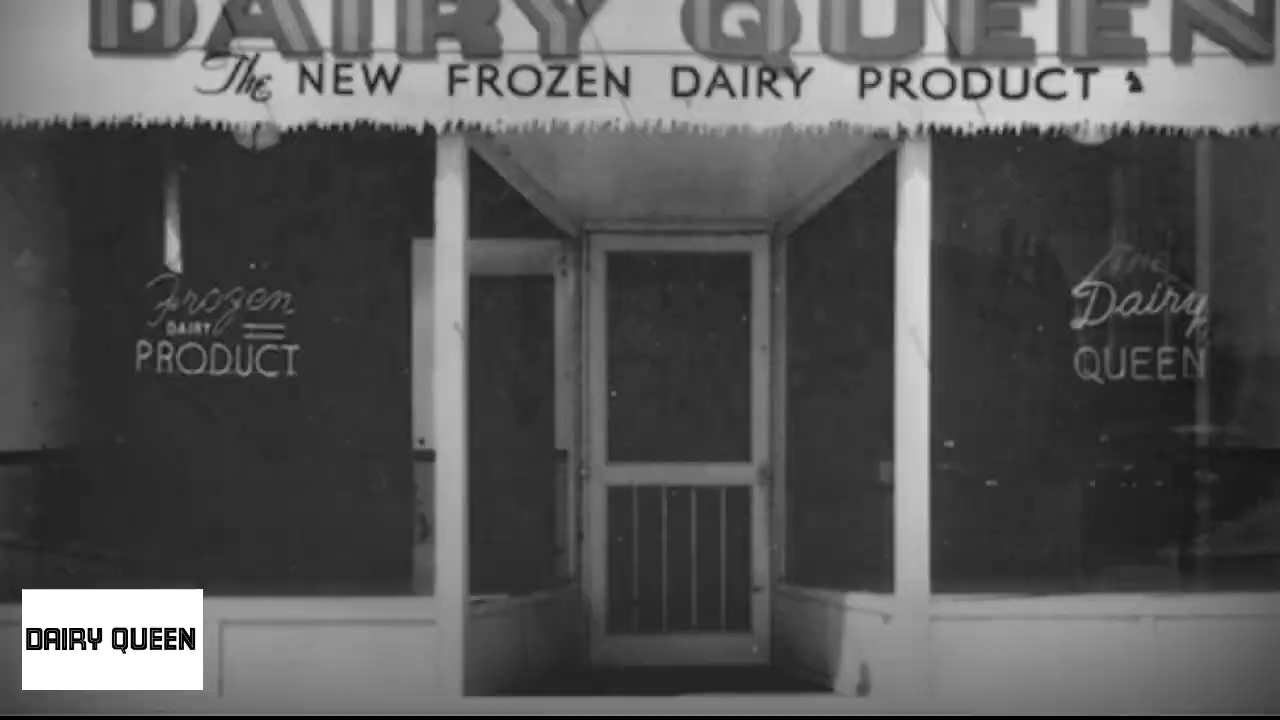 DAIRY QUEEN
The NEW FROZEN DAIRY PRODUCT
Frozen
DAIRY
PRODUCT
The
Dairy
QUEEN
DAIRY QUEEN